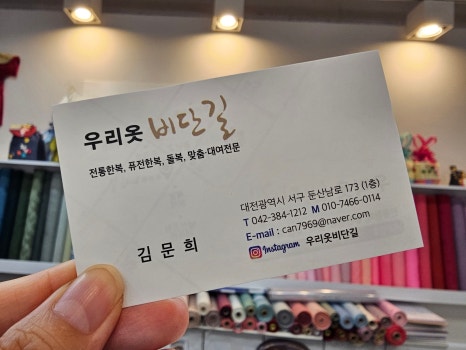 우리옷 비단길
전통한복, 퓨전한복, 돌복, 맞춤·대여전문
대전광역시 서구 둔산남로 173 (1층)
T 042-384-1212 M 010-7466-0114
E-mail : can7969@naver.com
Instagram 우리옷비단길
김 문 희